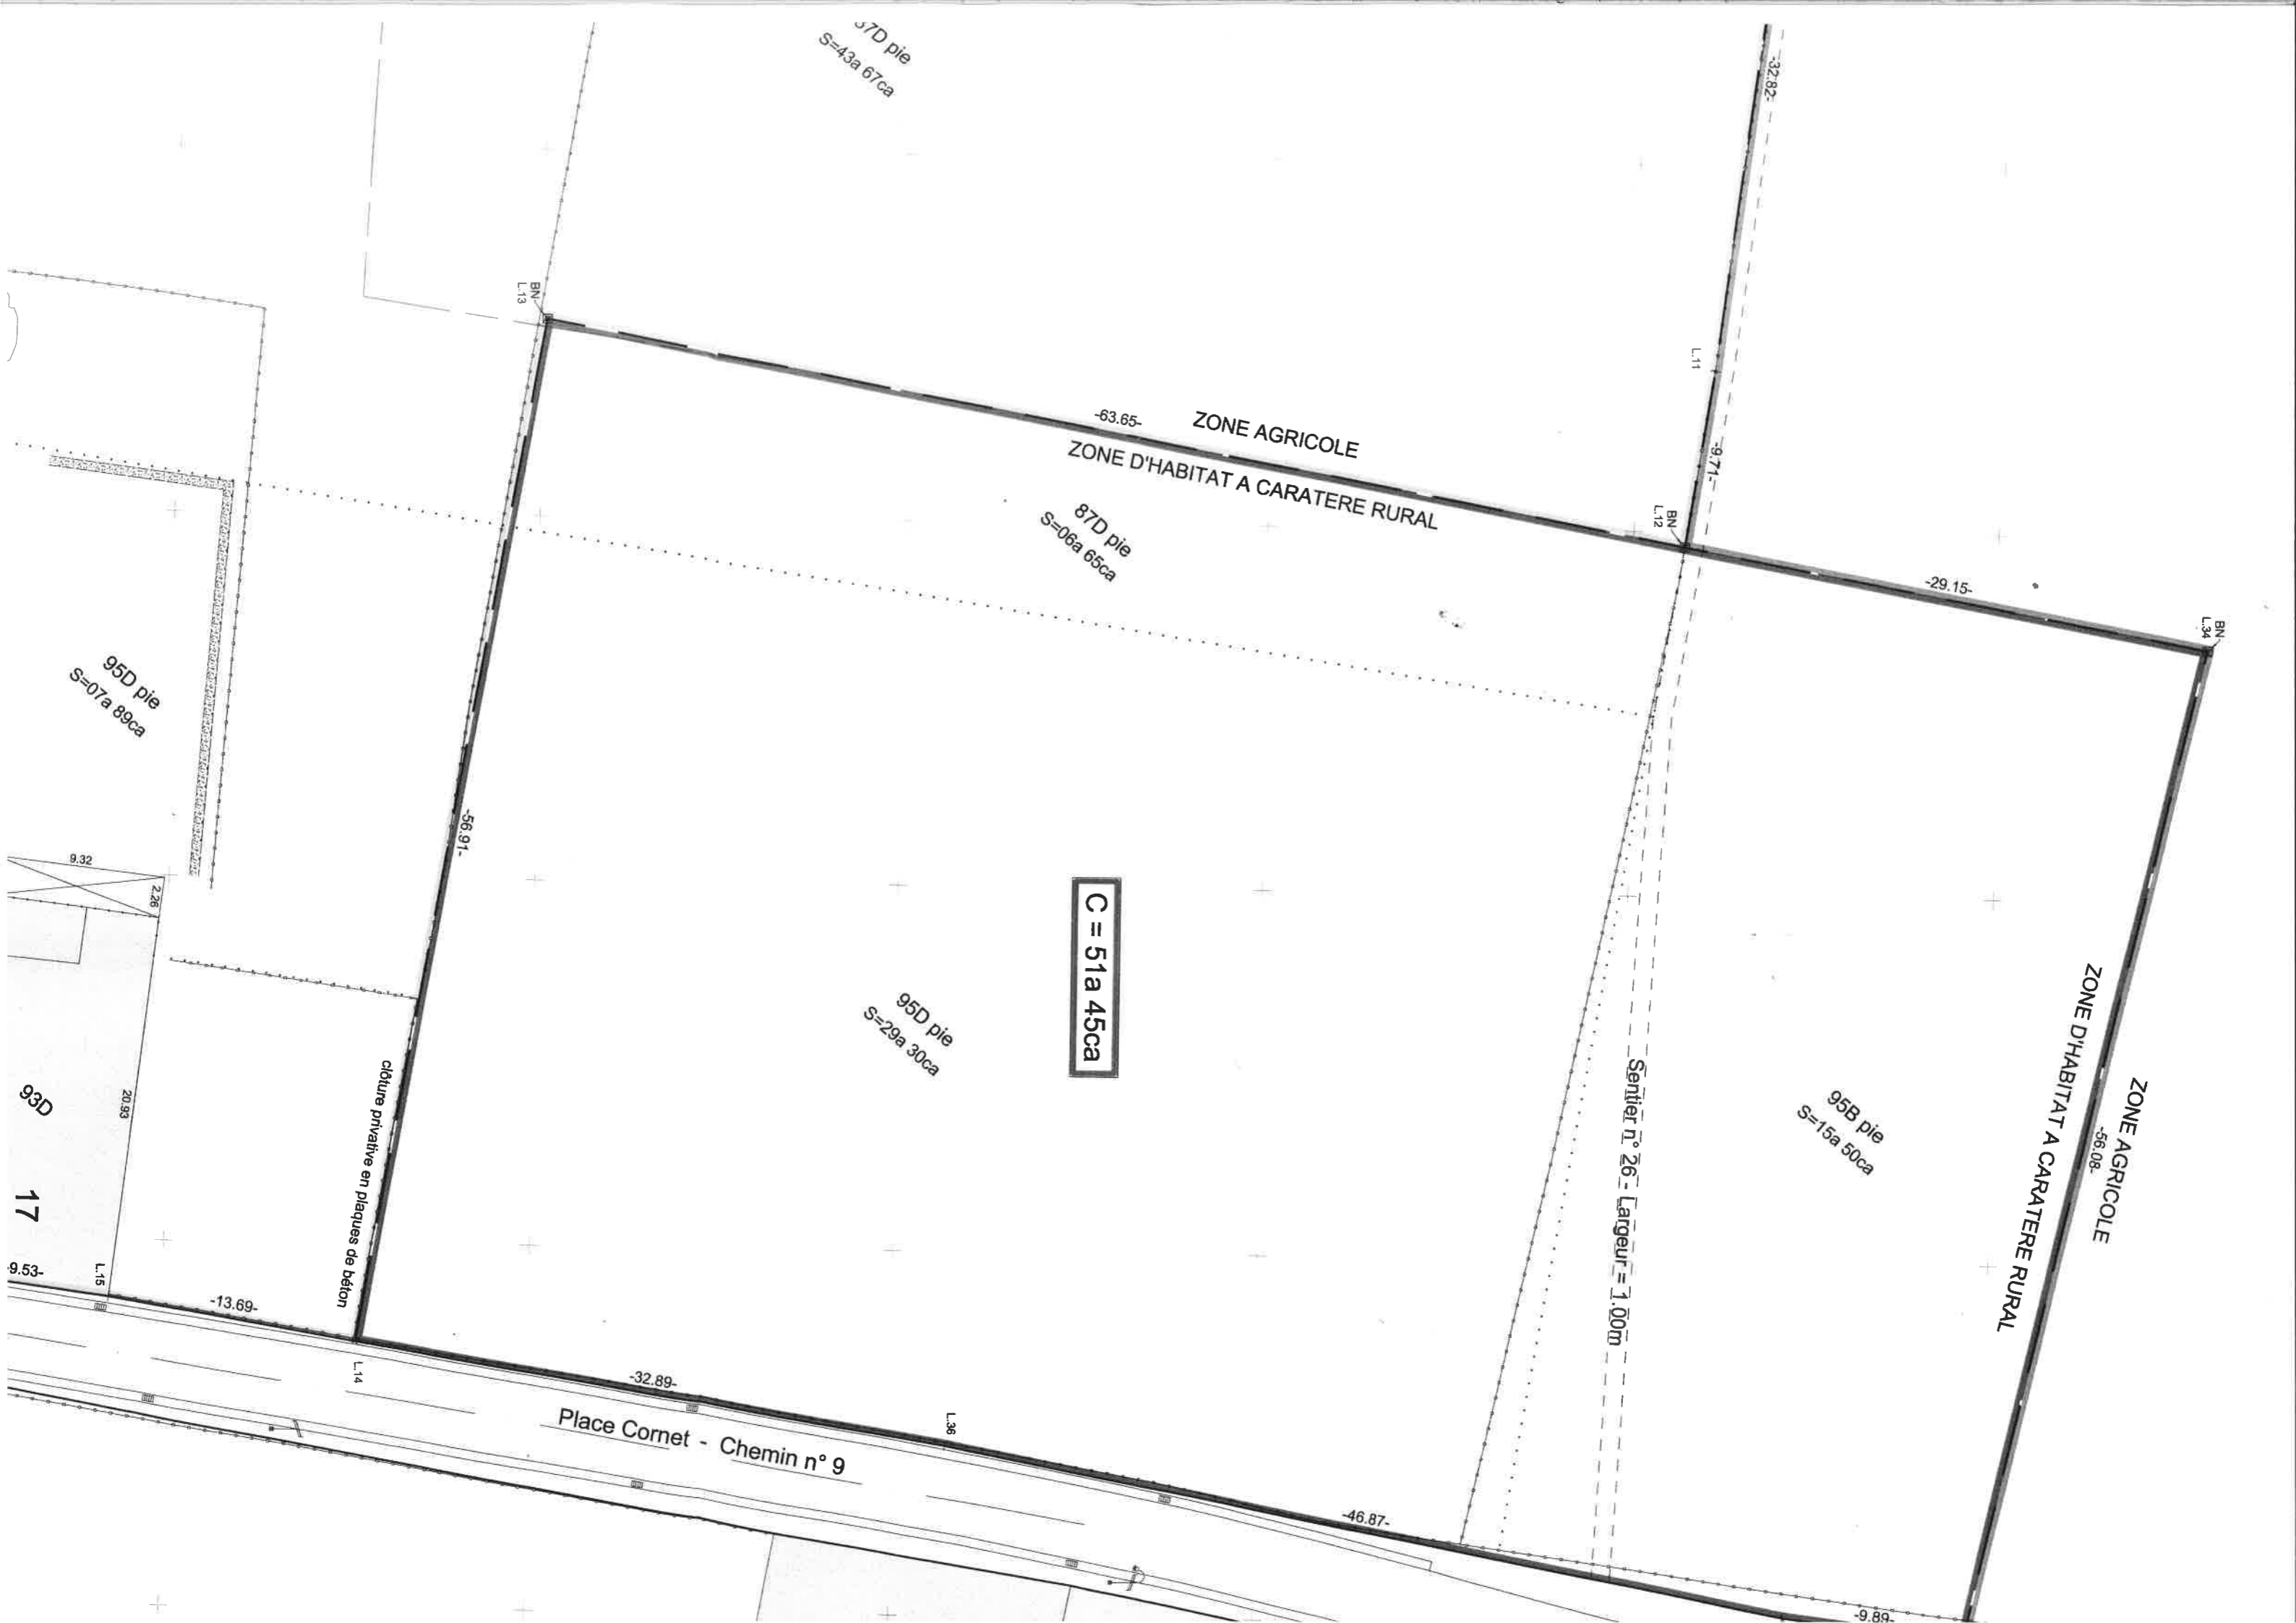 S=43a 67ca
-32.82-
BN
L.13
L.11
-63.65-
ZONE AGRICOLE
ZONE D'HABITAT A CARATERE RURAL
-9.71-
87D pie
S=06a 65ca
BN
L.12
-29.15-
BN
L.34
95D pie
S=07a 89ca
-56.91-
9.32
2.26
C = 51a 45ca
95D pie
S=29a 30ca
Sentier n° 26 - Largeur = 1.00m
95B pie
S=15a 50ca
ZONE D'HABITAT A CARATERE RURAL
ZONE AGRICOLE
-56.08-
93D
17
20.93
clôture privative en plaques de béton
9.53-
L.15
-13.69-
L.14
-32.89-
L.36
Place Cornet - Chemin n° 9
-46.87-
-9.89-